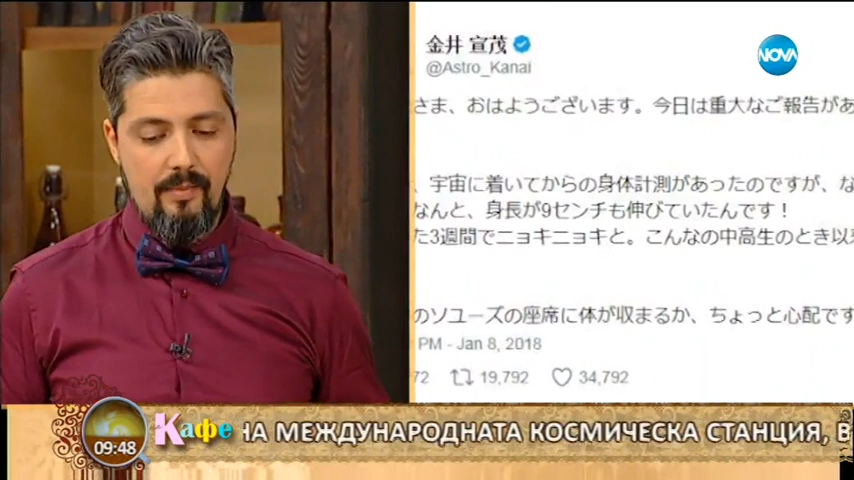 金井 宣茂
@Astro_Kanai
NOVA
さま、おはようございます。今日は重大なご報告があ
、宇宙に着いてからの身体計測があったのですが、な
なんと、身長が9センチも伸びていたんです！
た3週間でニョキニョキと。こんなの中高生のとき以来
のソユーズの座席に体が収まるか、ちょっと心配です
PM - Jan 8, 2018
72 19,792 34,792
09:48 Кафе НА МЕЖДУНАРОДНАТА КОСМИЧЕСКА СТАНЦИЯ, В